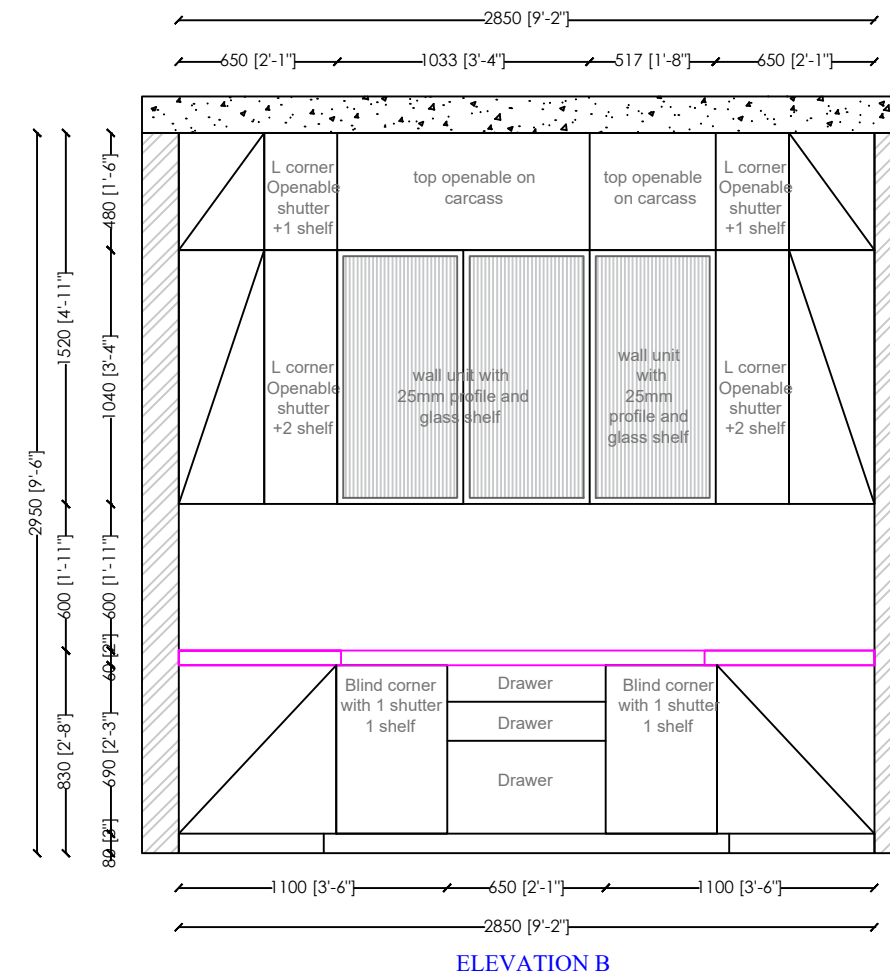 2850 [9'-2"]
650 [2'-1"]
1033 [3'-4"]
517 [1'-8"]
650 [2'-1"]
2950 [9'-6"]
1520 [4'-11"]
600 [1'-11"]
830 [2'-8"]
480 [1'-6"]
1040 [3'-4"]
600 [1'-11"]
60 [2"]
690 [2'-3"]
80 [3"]
L corner
Openable
shutter
+1 shelf
top openable on
carcass
top openable
on carcass
L corner
Openable
shutter
+1 shelf
L corner
Openable
shutter
+2 shelf
wall unit with
25mm profile and
glass shelf
wall unit
with
25mm
profile and
glass shelf
L corner
Openable
shutter
+2 shelf
Blind corner
with 1 shutter
1 shelf
Drawer
Drawer
Drawer
Blind corner
with 1 shutter
1 shelf
1100 [3'-6"]
650 [2'-1"]
1100 [3'-6"]
2850 [9'-2"]
ELEVATION B